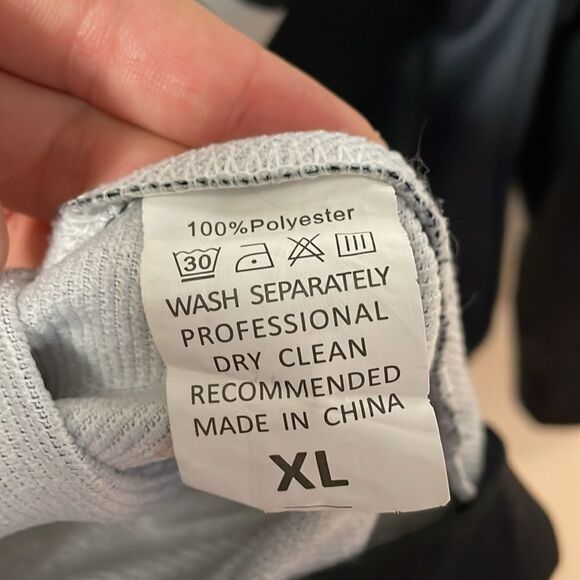 100%Polyester
30
WASH SEPARATELY
PROFESSIONAL
DRY CLEAN
RECOMMENDED
MADE IN CHINA
XL